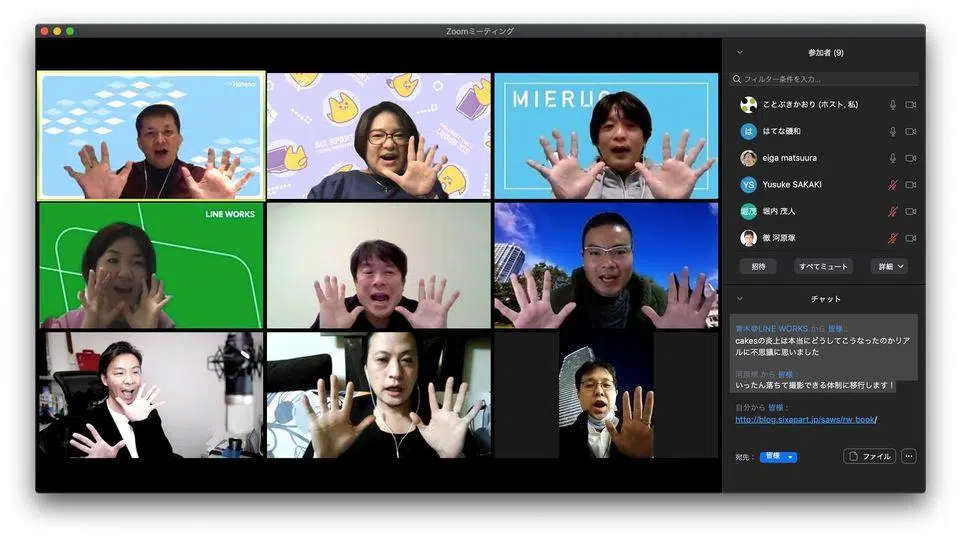 Zoomミーティング
Hatena
SIX APART
MIERUC
LINE WORKS
参加者 (9)
フィルター条件を入力...
ことぶきかおり (ホスト, 私)
は
はてな磯和
eiga matsuura
YS
Yusuke SAKAKI
堀茂
堀内 茂人
徹 河原塚
招待
すべてミュート
詳細
チャット
青木@LINE WORKS から 皆様 :
cakesの炎上は本当にどうしてこうなったのかリア
ルに不思議に思いました
河原塚 から 皆様 :
いったん落ちて撮影できる体制に移行します!
自分から 皆様 :
http://blog.sixapart.jp/saws/rw_book/
宛先 :
皆様
ファイル